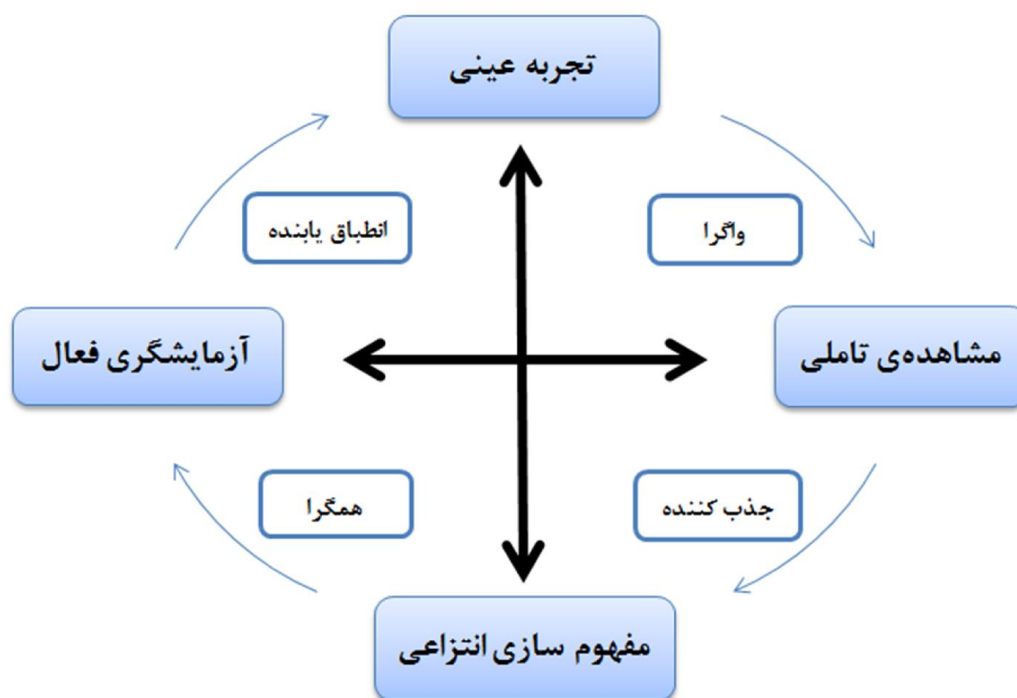 تجربه عینی
انطباق یابنده
واگرا
آزمایشگری فعال
مشاهده‌ی تاملی
همگرا
جذب کننده
مفهوم سازی انتزاعی